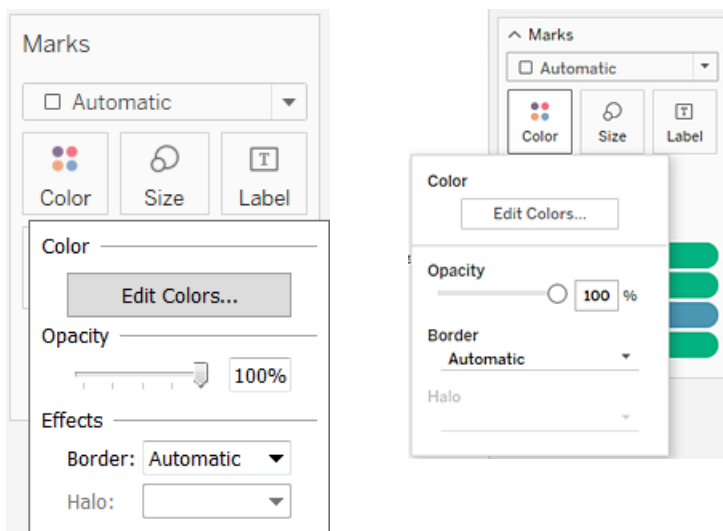 Marks
Automatic
Color Size Label
Color
Edit Colors...
Opacity
100%
Effects
Border: Automatic
Halo:
Marks
Automatic
Color Size Label
Color
Edit Colors...
Opacity
100 %
Border
Automatic
Halo